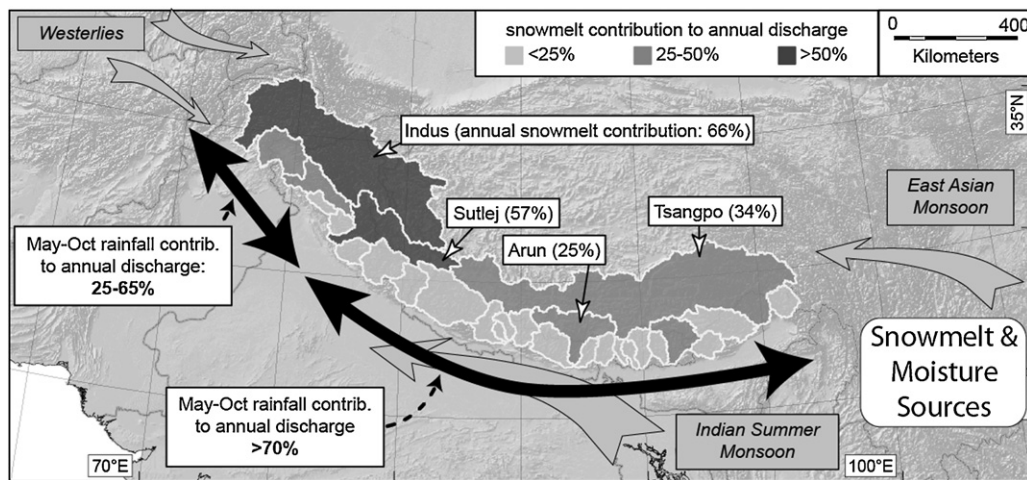 Westerlies
snowmelt contribution to annual discharge
<25% 25-50% >50%
0 400
Kilometers
35°N
Indus (annual snowmelt contribution: 66%)
East Asian
Monsoon
Sutlej (57%)
Tsangpo (34%)
Arun (25%)
May-Oct rainfall contrib.
to annual discharge:
25-65%
Snowmelt &
Moisture
Sources
May-Oct rainfall contrib.
to annual discharge
>70%
Indian Summer
Monsoon
70°E
100°E